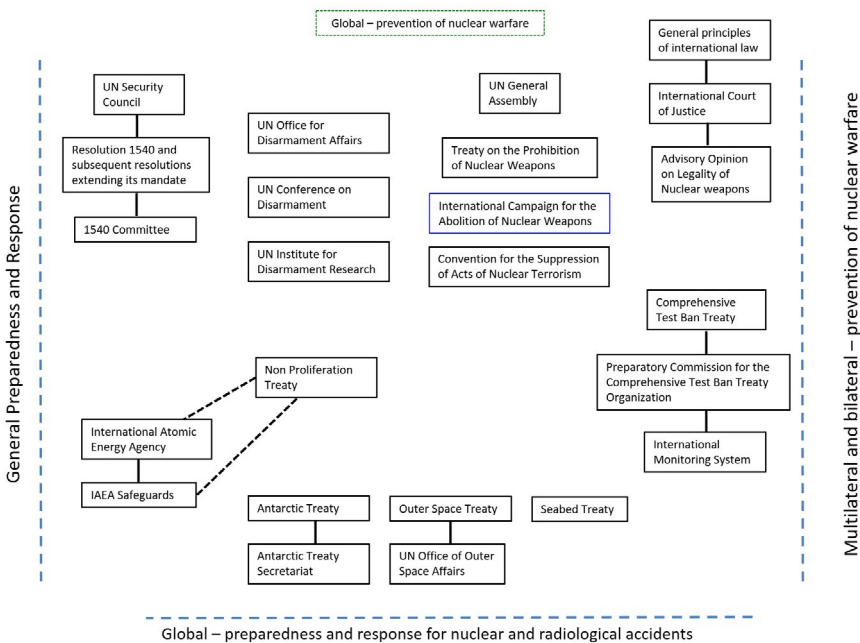 Global – prevention of nuclear warfare
General principles
of international law
UN Security
Council
UN General
Assembly
International Court
of Justice
UN Office for
Disarmament Affairs
Resolution 1540 and
subsequent resolutions
extending its mandate
Treaty on the Prohibition
of Nuclear Weapons
Advisory Opinion
on Legality of
Nuclear weapons
UN Conference on
Disarmament
International Campaign for the
Abolition of Nuclear Weapons
1540 Committee
UN Institute for
Disarmament Research
Convention for the Suppression
of Acts of Nuclear Terrorism
General Preparedness and Response
Multilateral and bilateral – prevention of nuclear warfare
Comprehensive
Test Ban Treaty
Non Proliferation
Treaty
Preparatory Commission for the
Comprehensive Test Ban Treaty
Organization
International Atomic
Energy Agency
International
Monitoring System
IAEA Safeguards
Antarctic Treaty
Outer Space Treaty
Seabed Treaty
Antarctic Treaty
Secretariat
UN Office of Outer
Space Affairs
Global – preparedness and response for nuclear and radiological accidents